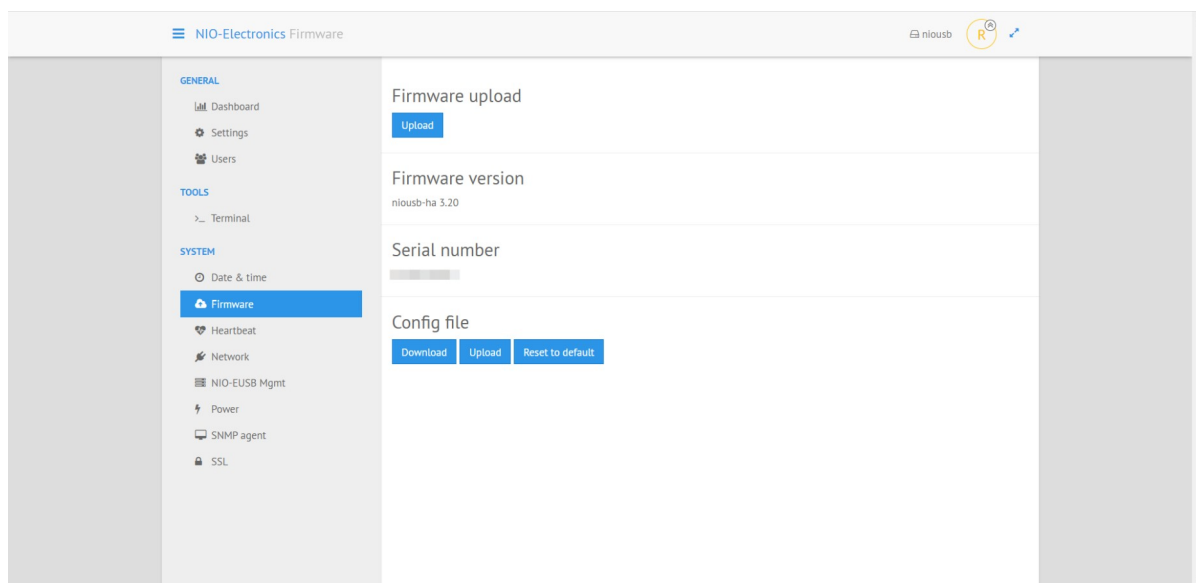 NIO-Electronics Firmware
niousb
R
GENERAL
Dashboard
Settings
Users
TOOLS
>_ Terminal
SYSTEM
Date & time
Firmware
Heartbeat
Network
NIO-EUSB Mgmt
Power
SNMP agent
SSL
Firmware upload
Upload
Firmware version
niousb-ha 3.20
Serial number
Config file
Download Upload Reset to default